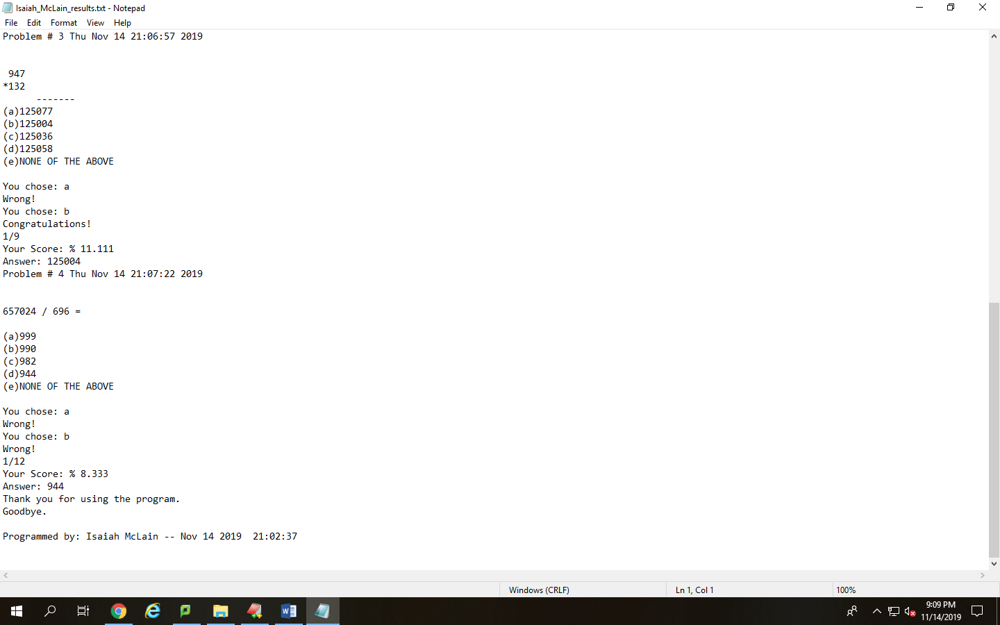 Isaiah_McLain_results.txt - Notepad
File Edit Format View Help
Problem # 3 Thu Nov 14 21:06:57 2019
947
*132
-------
(a)125077
(b)125004
(c)125036
(d)125058
(e)NONE OF THE ABOVE
You chose: a
Wrong!
You chose: b
Congratulations!
1/9
Your Score: % 11.111
Answer: 125004
Problem # 4 Thu Nov 14 21:07:22 2019
657024 / 696 =
(a)999
(b)990
(c)982
(d)944
(e)NONE OF THE ABOVE
You chose: a
Wrong!
You chose: b
Wrong!
1/12
Your Score: % 8.333
Answer: 944
Thank you for using the program.
Goodbye.
Programmed by: Isaiah McLain -- Nov 14 2019  21:02:37
Windows (CRLF) Ln 1, Col 1 100%
9:09 PM
11/14/2019